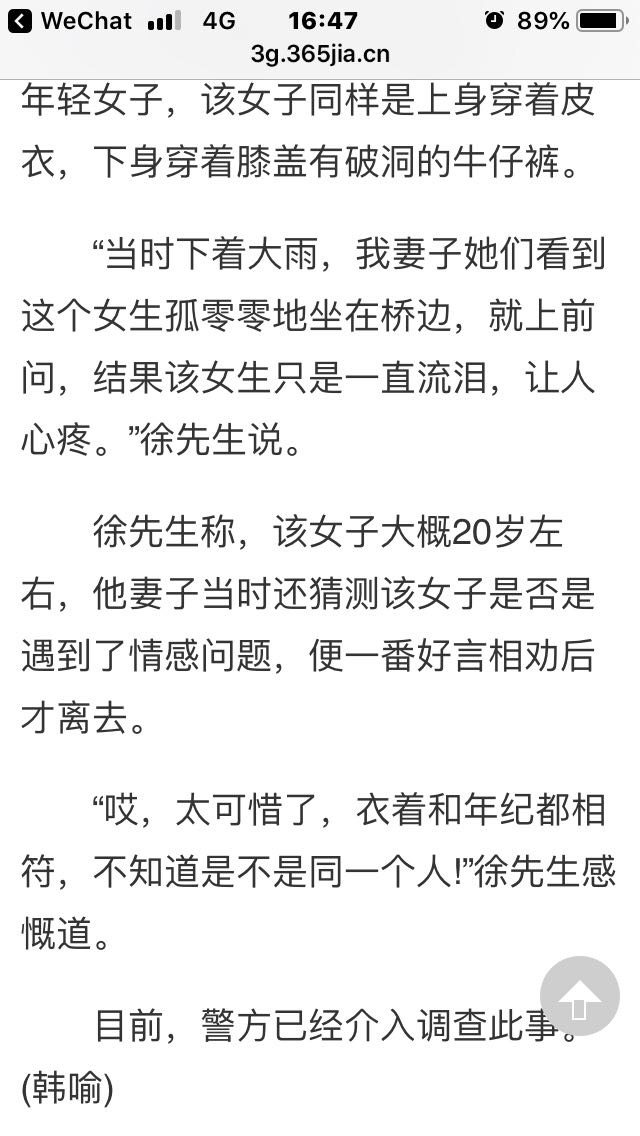 WeChat 4G 16:47 89%
3g.365jia.cn
年轻女子，该女子同样是上身穿着皮
衣，下身穿着膝盖有破洞的牛仔裤。
“当时下着大雨，我妻子她们看到
这个女生孤零零地坐在桥边，就上前
问，结果该女生只是一直流泪，让人
心疼。”徐先生说。
徐先生称，该女子大概20岁左
右，他妻子当时还猜测该女子是否是
遇到了情感问题，便一番好言相劝后
才离去。
“哎，太可惜了，衣着和年纪都相
符，不知道是不是同一个人!”徐先生感
慨道。
目前，警方已经介入调查此事。
(韩喻)